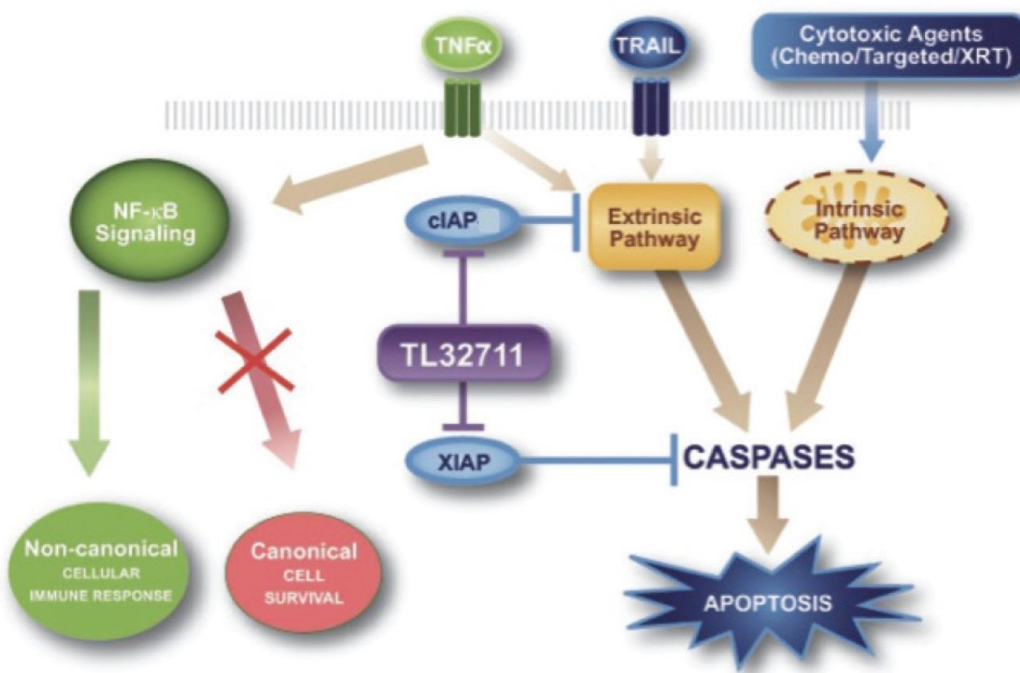 TNFα
TRAIL
Cytotoxic Agents
(Chemo/Targeted/XRT)
NF-κB
Signaling
cIAP
Extrinsic
Pathway
Intrinsic
Pathway
TL32711
XIAP
CASPASES
Non-canonical
CELLULAR
IMMUNE RESPONSE
Canonical
CELL
SURVIVAL
APOPTOSIS